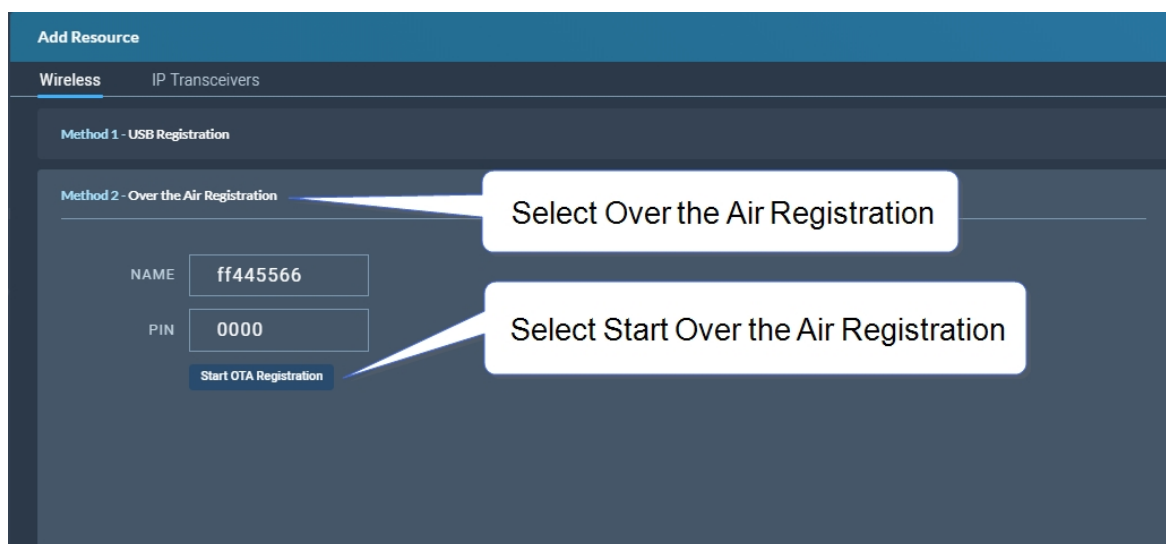 Add Resource
Wireless IP Transceivers
Method 1 - USB Registration
Method 2 - Over the Air Registration
Select Over the Air Registration
NAME ff445566
PIN 0000
Select Start Over the Air Registration
Start OTA Registration